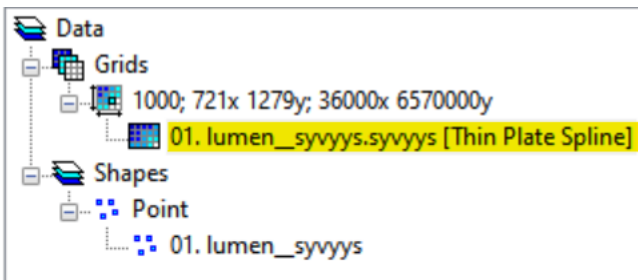 Data
Grids
1000; 721x 1279y; 36000x 6570000y
01. lumen__syvyys.syvyys [Thin Plate Spline]
Shapes
Point
01. lumen__syvyys